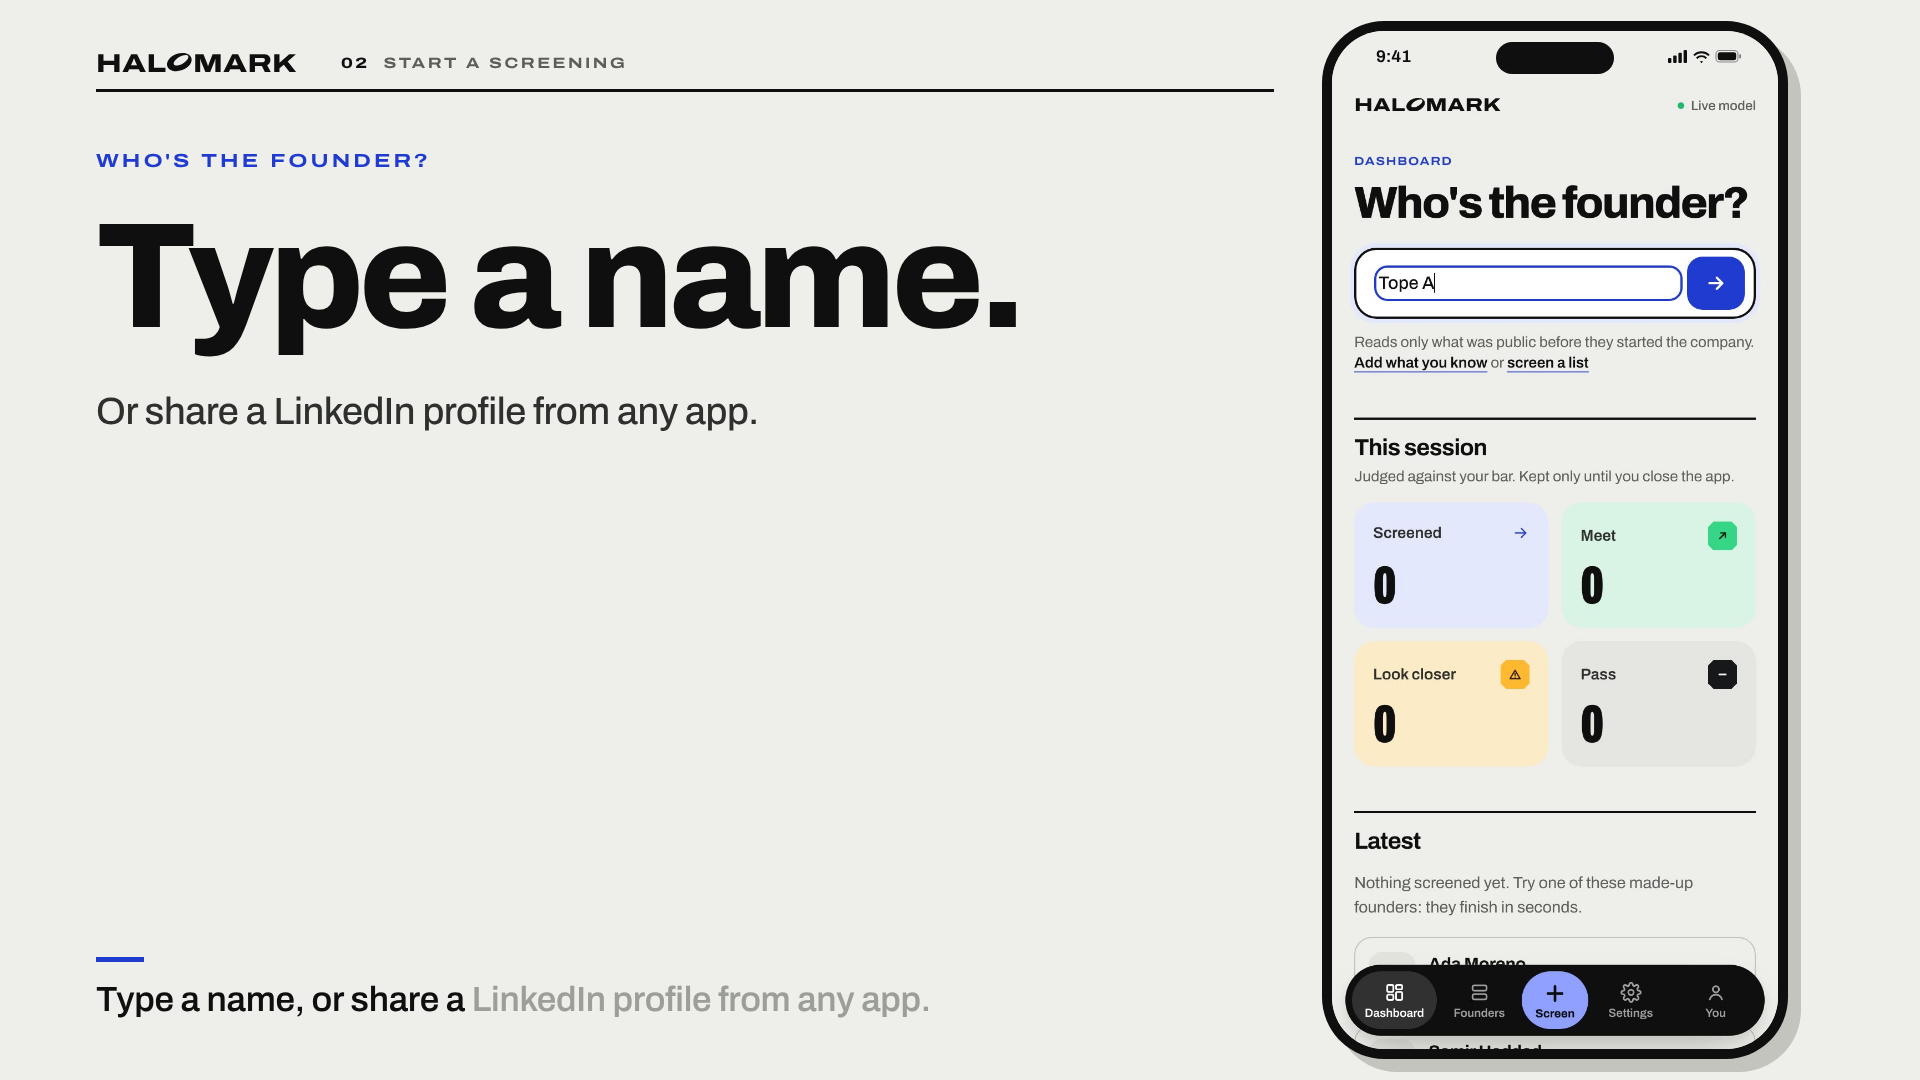 HALOMARK 02 START A SCREENING
WHO'S THE FOUNDER?
Type a name.
Or share a LinkedIn profile from any app.
Type a name, or share a LinkedIn profile from any app.
9:41
HALOMARK Live model
DASHBOARD
Who's the founder?
Tope A
Reads only what was public before they started the company.
Add what you know or screen a list
This session
Judged against your bar. Kept only until you close the app.
Screened
0
Meet
0
Look closer
0
Pass
0
Latest
Nothing screened yet. Try one of these made-up
founders: they finish in seconds.
Ada Moreno
Dashboard Founders Screen Settings You
Samir Haddad